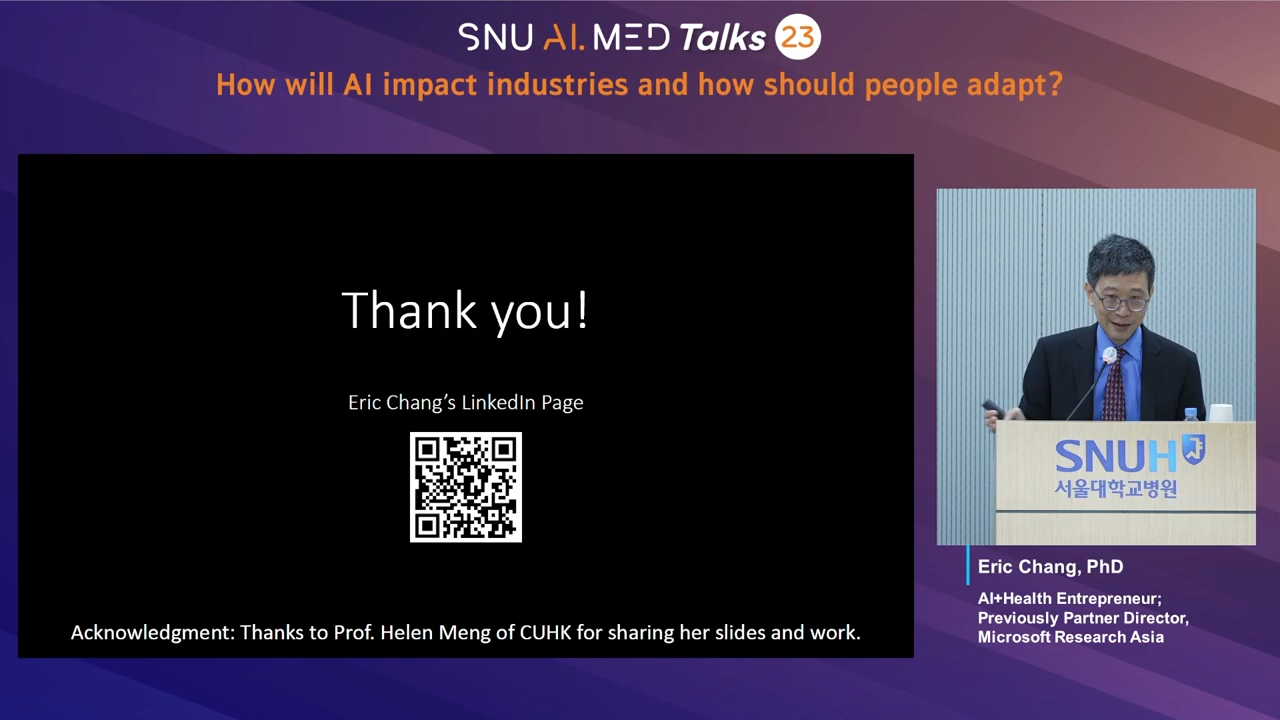 SNU AI. MED Talks 23
How will AI impact industries and how should people adapt?
Thank you!
Eric Chang’s LinkedIn Page
Acknowledgment: Thanks to Prof. Helen Meng of CUHK for sharing her slides and work.
SNUH
서울대학교병원
Eric Chang, PhD
AI+Health Entrepreneur;
Previously Partner Director,
Microsoft Research Asia